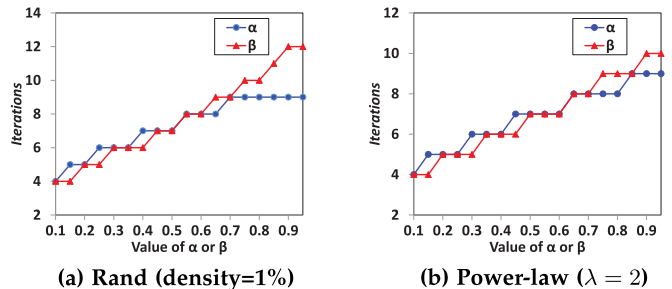 14
12
10
8
6
4
2
Iterations
α
β
0.1 0.2 0.3 0.4 0.5 0.6 0.7 0.8 0.9
Value of α or β
(a) Rand (density=1%)
12
10
8
6
4
2
Iterations
α
β
0.1 0.2 0.3 0.4 0.5 0.6 0.7 0.8 0.9
Value of α or β
(b) Power-law (λ = 2)